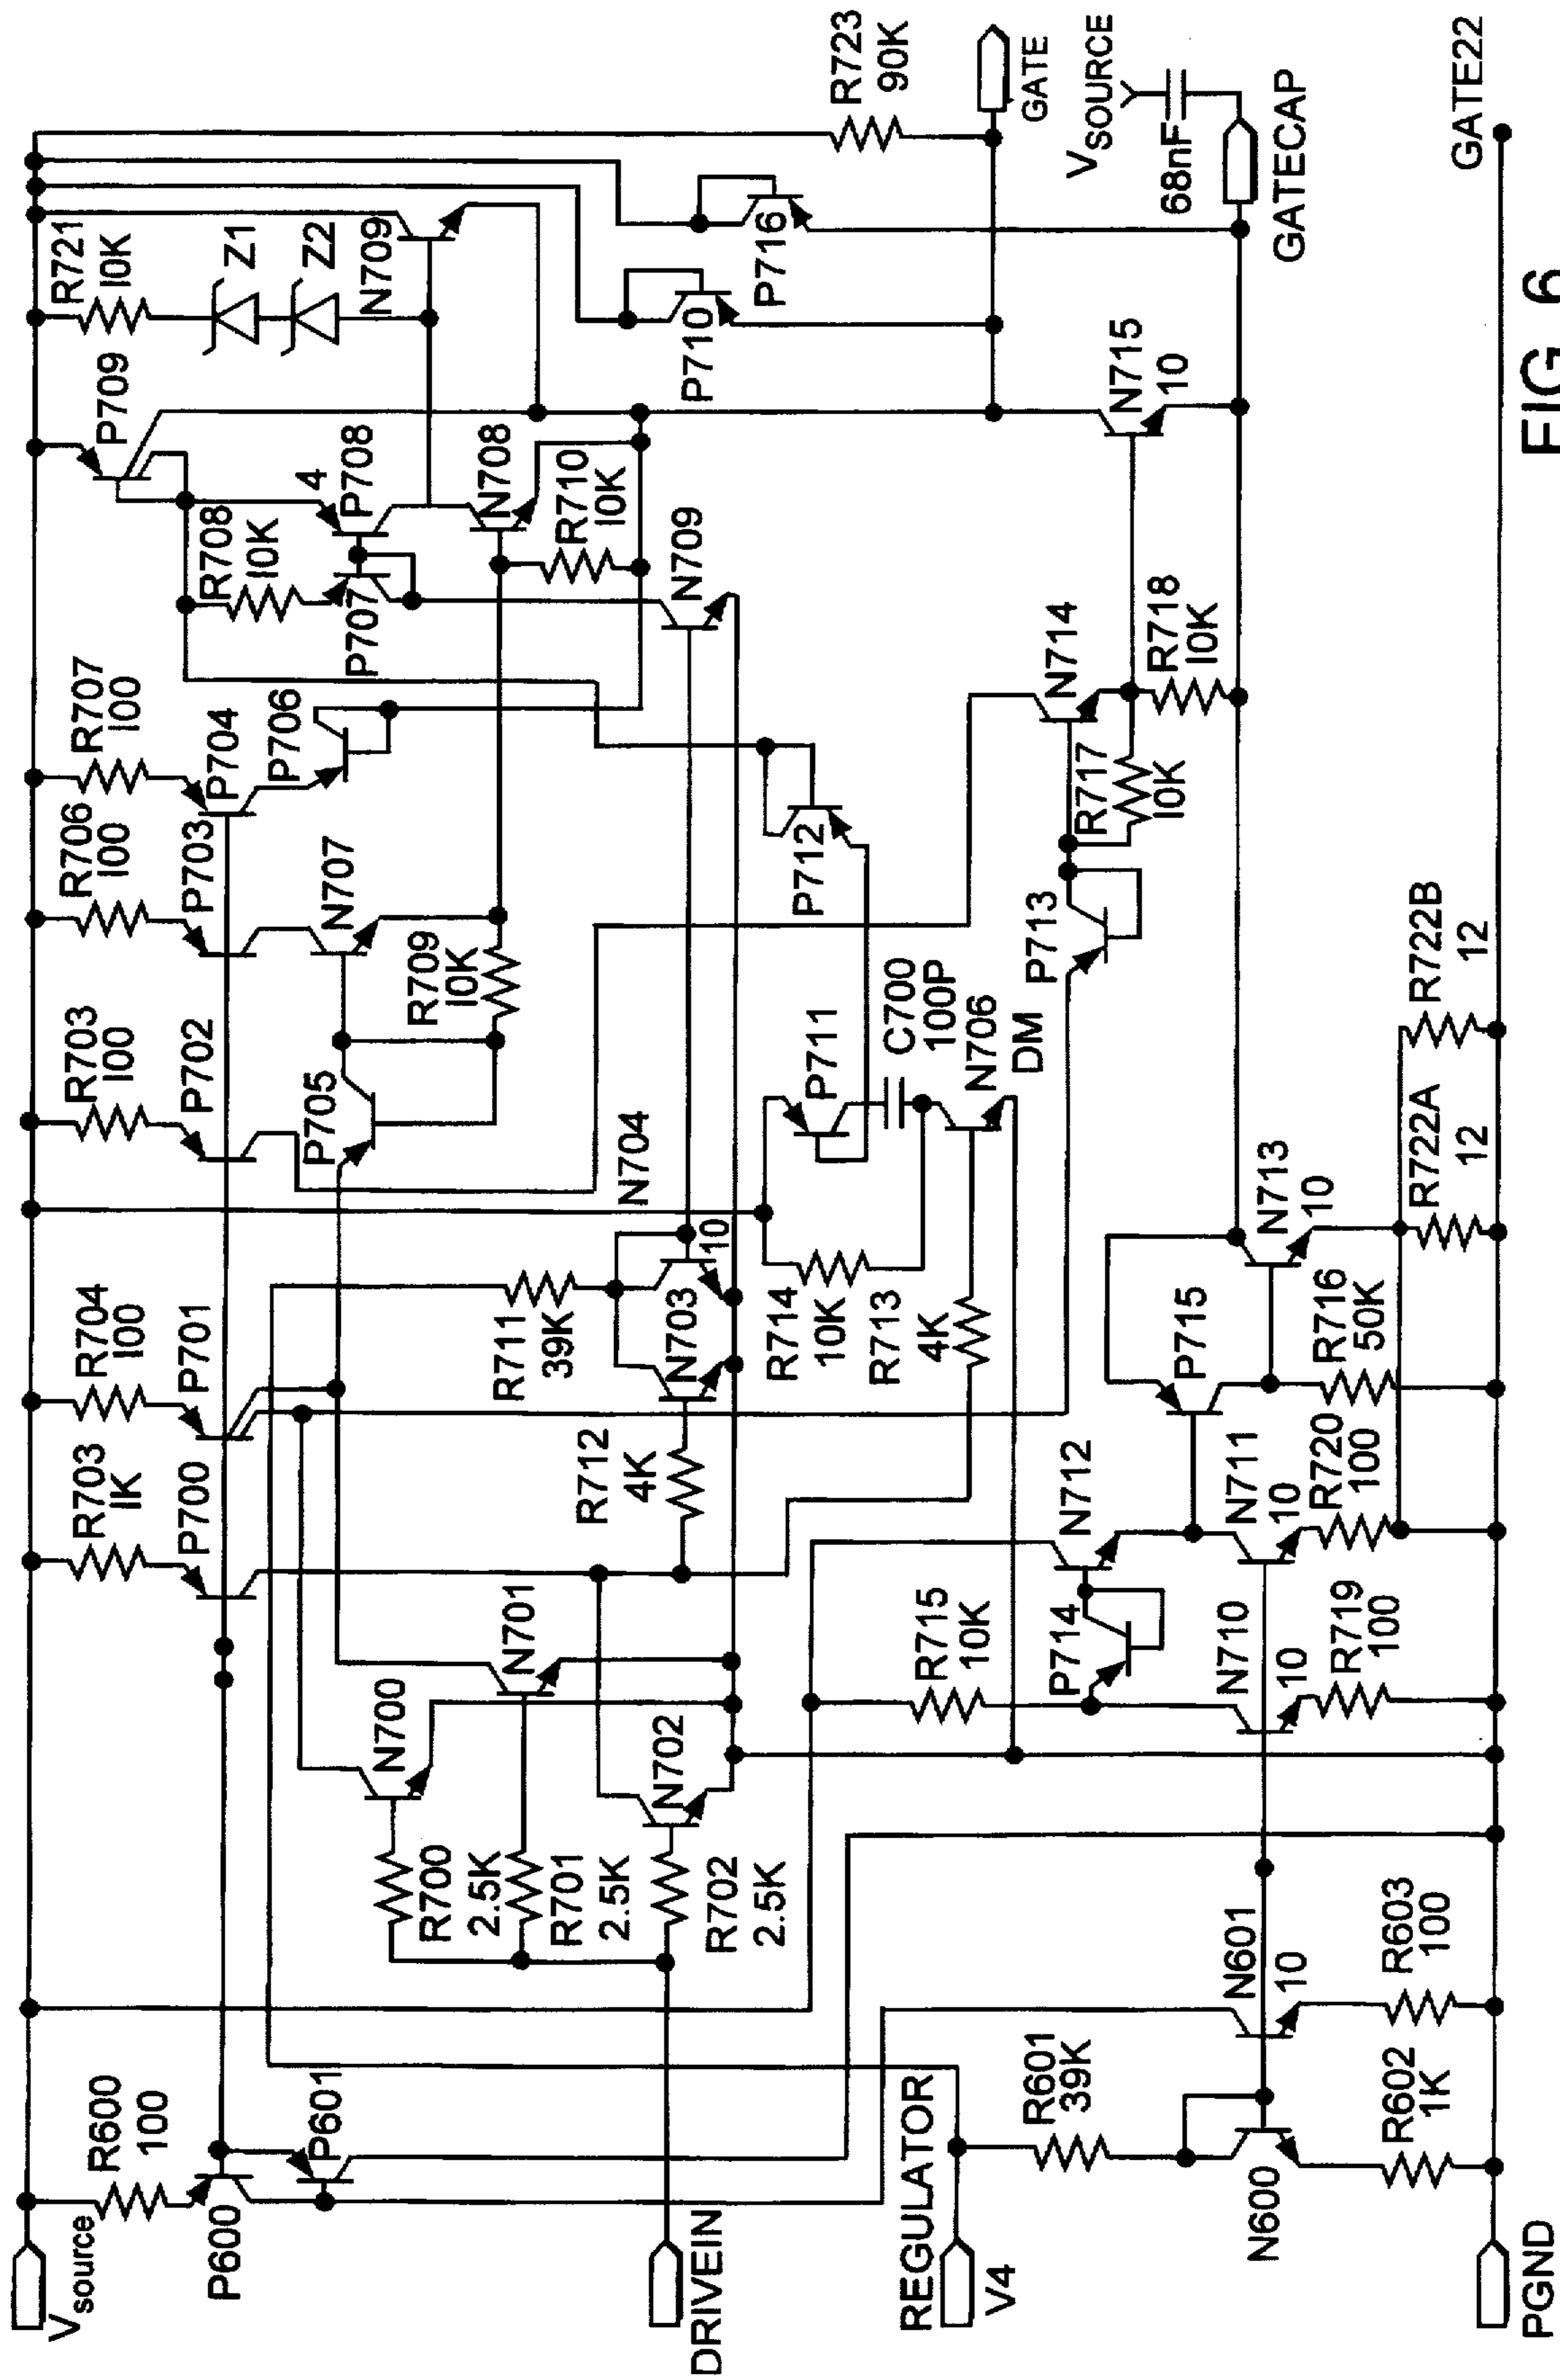 Vsource
R600
100
P600
P601
R703
1K
P700
R704
100
P701
R703
100
P702
R706
100
P703
R707
100
P704
P706
P709
R721
10K
Z1
Z2
N709
R708
10K
P707
4
P708
N708
R710
10K
N709
N707
R709
10K
P705
N700
N701
R700
2.5K
R701
2.5K
N702
R702
2.5K
DRIVEIN
R711
39K
N704
10
N703
R712
4K
R714
10K
R713
4K
P711
C700
100P
N706
DM
P712
P713
R717
10K
N714
R718
10K
N715
10
P710
P716
R723
90K
GATE
VSOURCE
68nF
GATECAP
REGULATOR
V4
R601
39K
N600
R602
1K
N601
10
R603
100
R715
10K
P714
N712
N710
10
R719
100
N711
10
R720
100
P715
R716
50K
N713
10
R722A
12
R722B
12
GATE22
PGND
FIG. 6